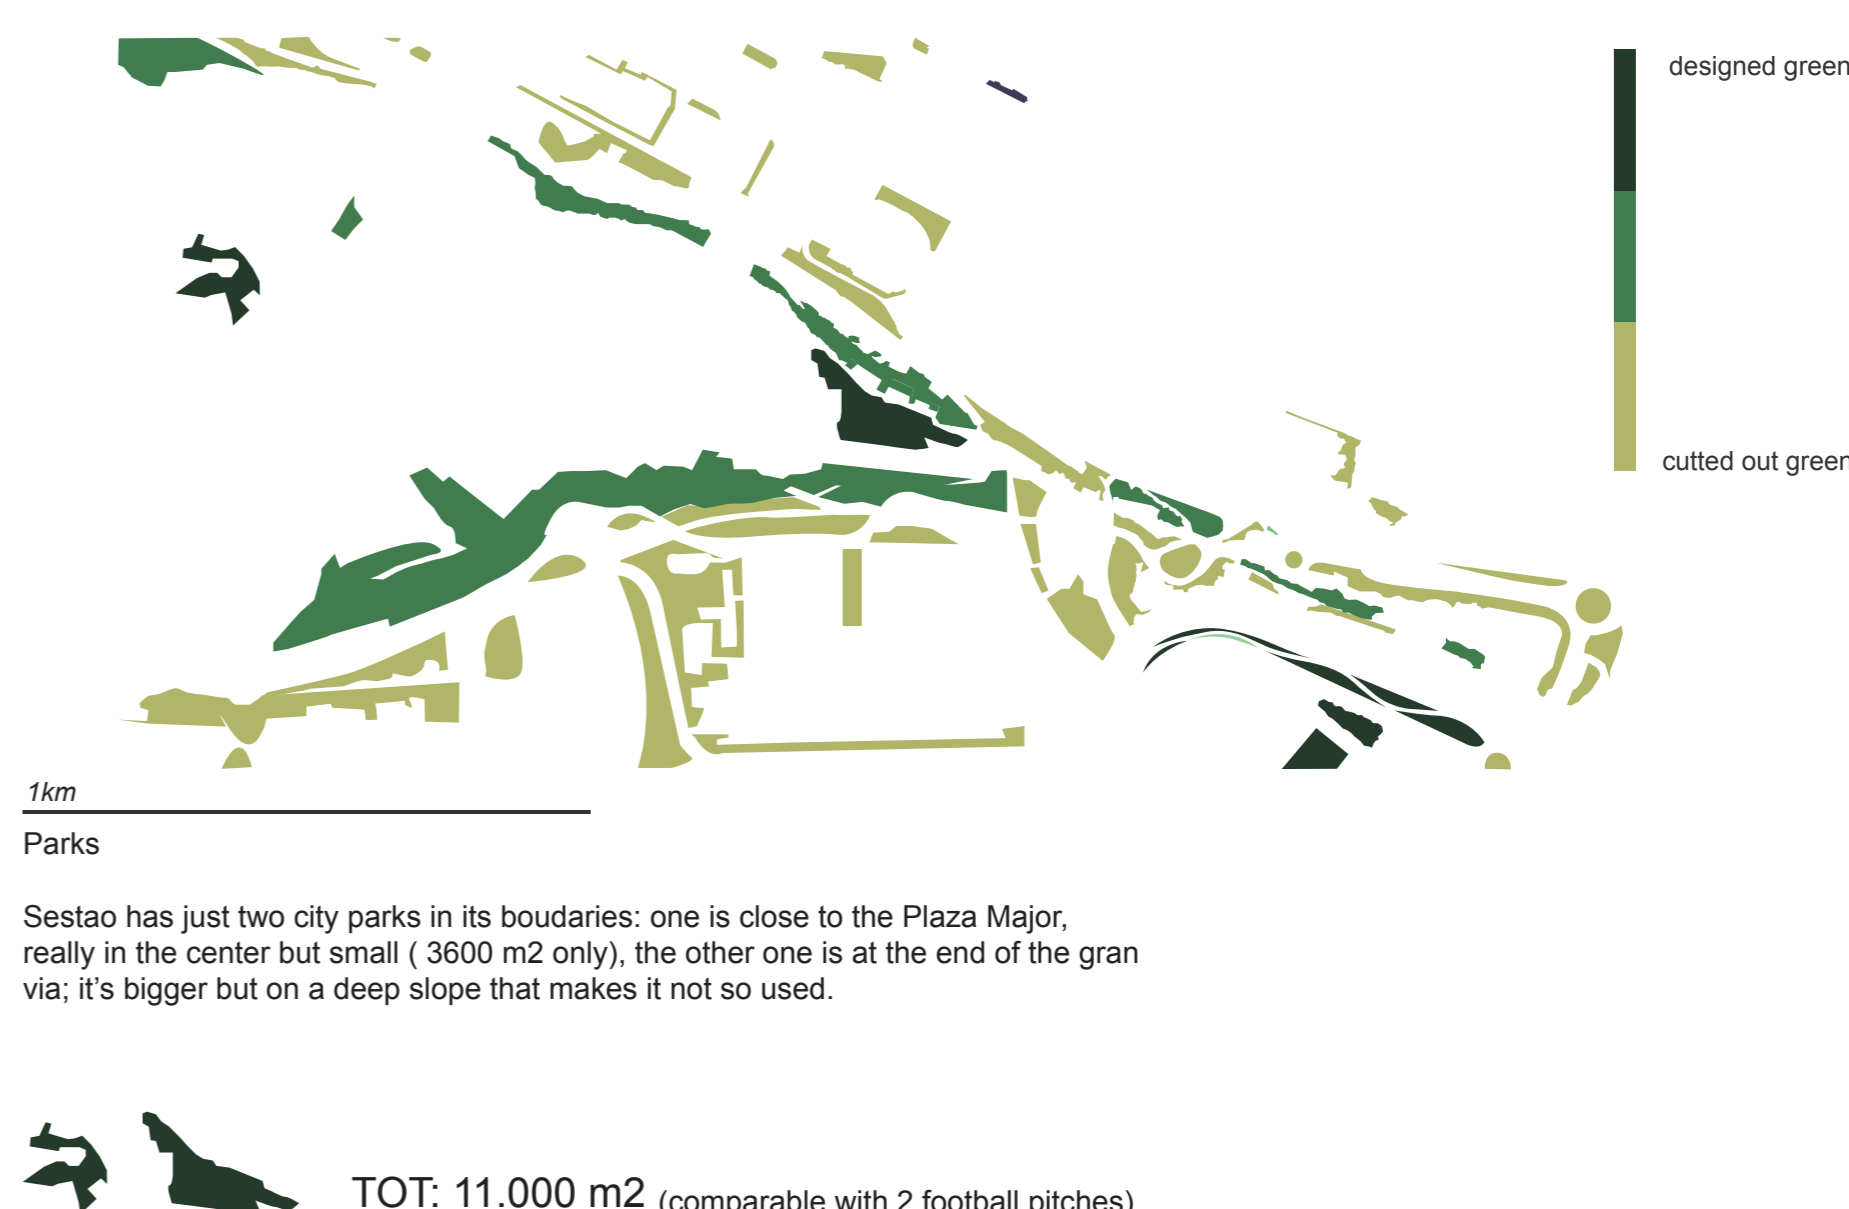 designed green
cutted out green
1km
Parks
Sestao has just two city parks in its boudaries: one is close to the Plaza Major,
really in the center but small ( 3600 m2 only), the other one is at the end of the gran
via; it’s bigger but on a deep slope that makes it not so used.
TOT: 11.000 m2 (comparable with 2 football pitches)